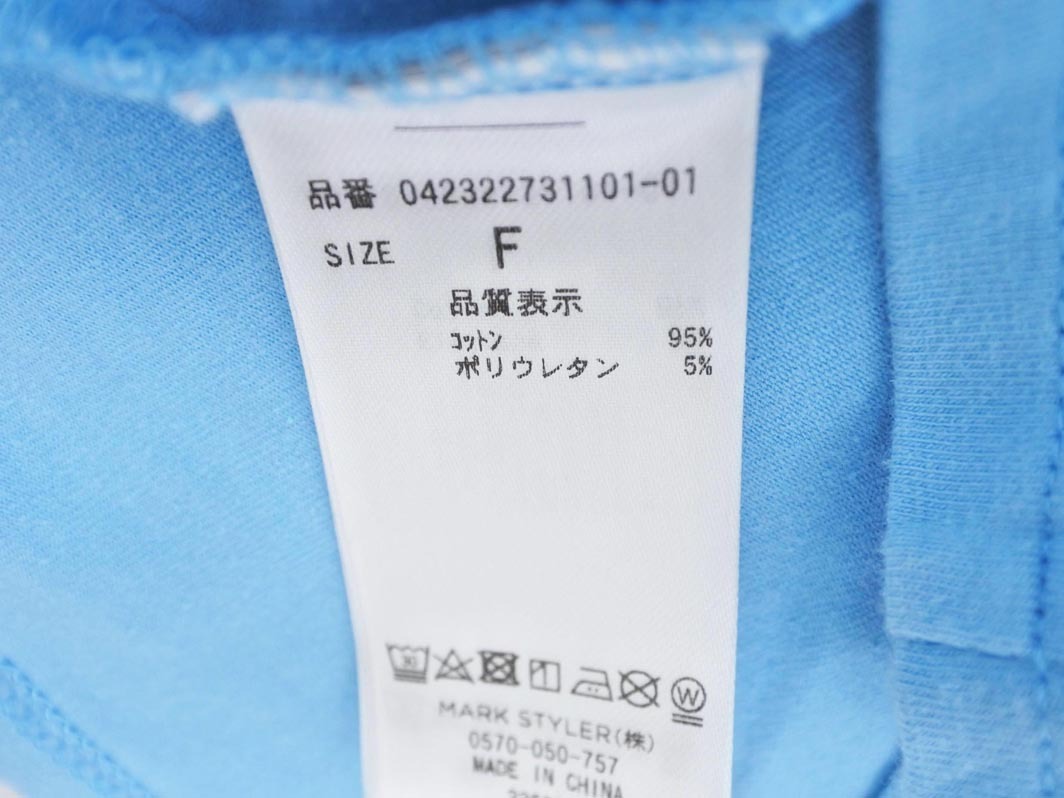 品番 042322731101-01
SIZE F
品質表示
コットン 95%
ポリウレタン 5%
MARK STYLER(株)
0570-050-757
MADE IN CHINA